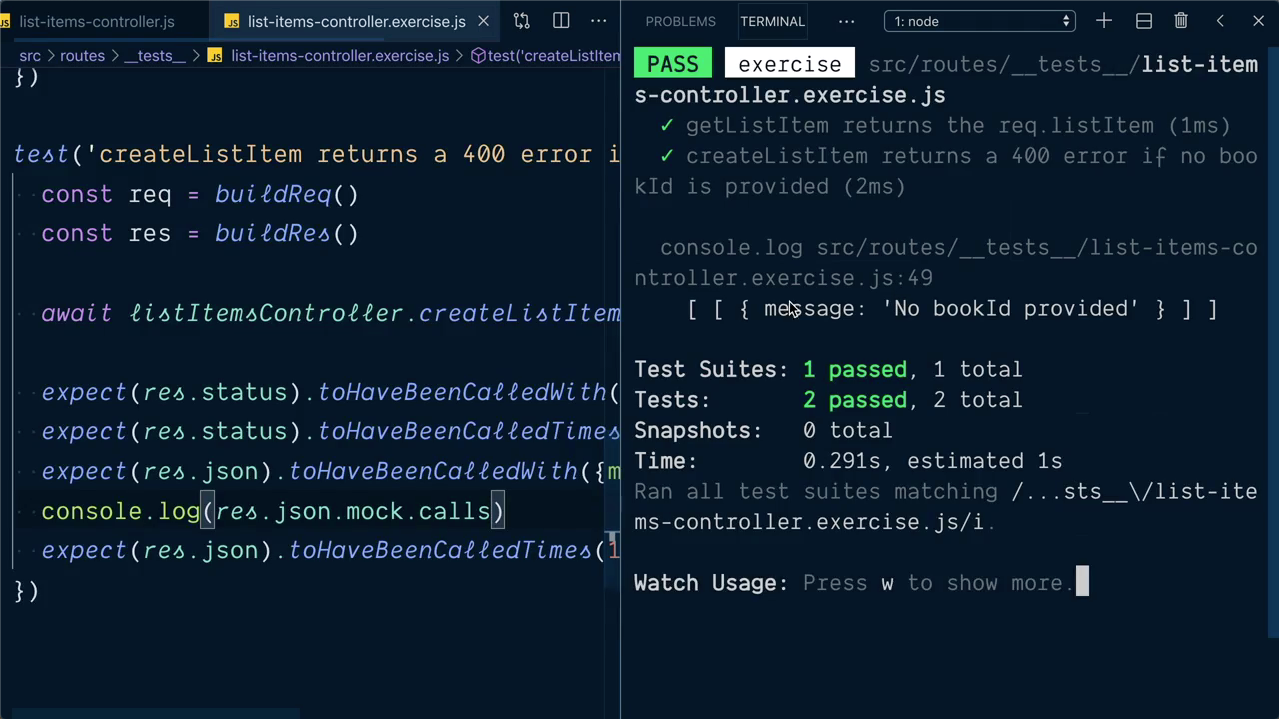 list-items-controller.js
list-items-controller.exercise.js
src
routes
__tests__
list-items-controller.exercise.js
test('createListItem
})
test('createListItem returns a 400 error i
const req = buildReq()
const res = buildRes()
await listItemsController.createListItem
expect(res.status).toHaveBeenCalledWith(
expect(res.status).toHaveBeenCalledTimes
expect(res.json).toHaveBeenCalledWith({m
console.log(res.json.mock.calls)
expect(res.json).toHaveBeenCalledTimes(1
})
PROBLEMS
TERMINAL
1: node
PASS exercise src/routes/__tests__/list-item
s-controller.exercise.js
✓ getListItem returns the req.listItem (1ms)
✓ createListItem returns a 400 error if no boo
kId is provided (2ms)
console.log src/routes/__tests__/list-items-co
ntroller.exercise.js:49
[ [ { message: 'No bookId provided' } ] ]
Test Suites: 1 passed, 1 total
Tests: 2 passed, 2 total
Snapshots: 0 total
Time: 0.291s, estimated 1s
Ran all test suites matching /...sts__\/list-ite
ms-controller.exercise.js/i.
Watch Usage: Press w to show more.